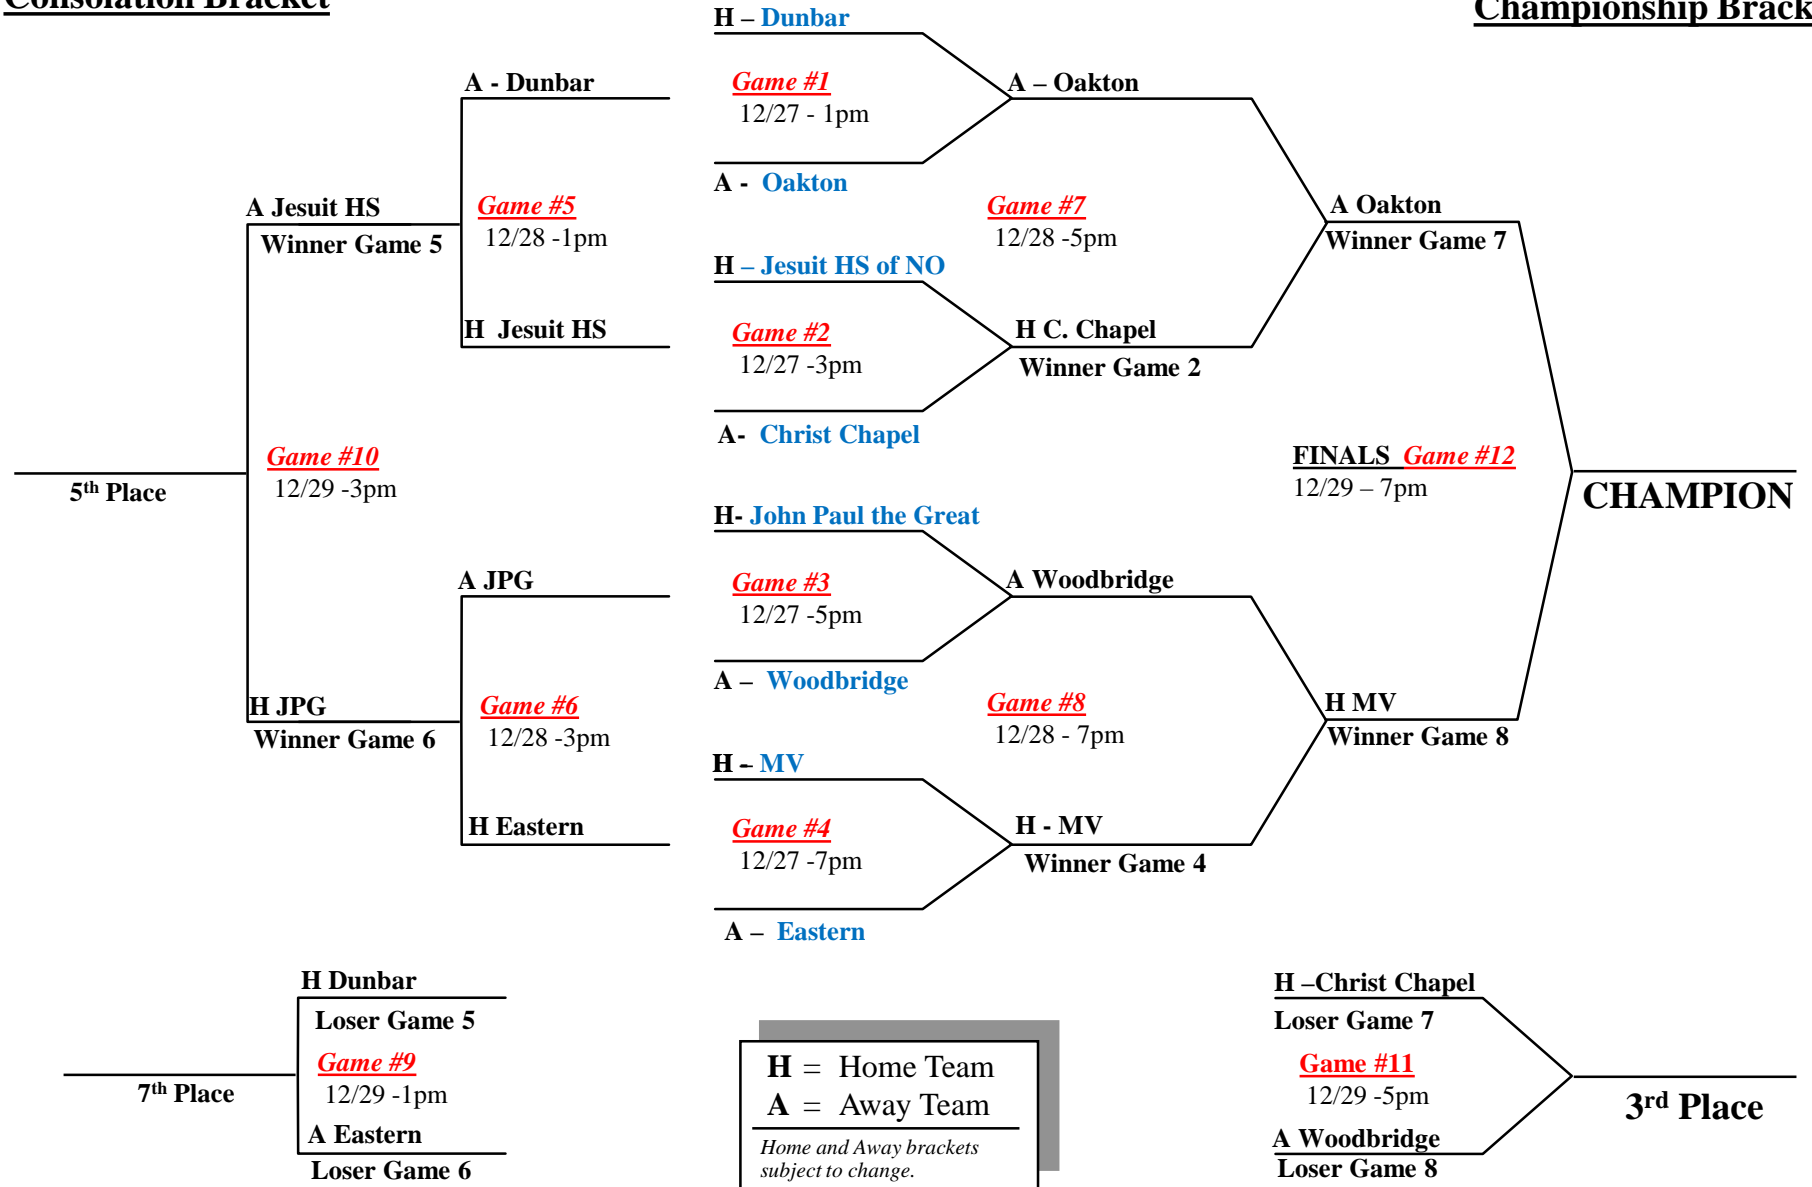 Consolation Bracket
Championship Brack
H – Dunbar
A - Dunbar
Game #1
12/27 - 1pm
A – Oakton
A - Oakton
A Jesuit HS
Winner Game 5
Game #5
12/28 -1pm
Game #7
12/28 -5pm
A Oakton
Winner Game 7
H – Jesuit HS of NO
H Jesuit HS
Game #2
12/27 -3pm
H C. Chapel
Winner Game 2
A- Christ Chapel
5th Place
Game #10
12/29 -3pm
FINALS Game #12
12/29 – 7pm
CHAMPION
H- John Paul the Great
A JPG
Game #3
12/27 -5pm
A Woodbridge
A – Woodbridge
H JPG
Winner Game 6
Game #6
12/28 -3pm
Game #8
12/28 - 7pm
H MV
Winner Game 8
H – MV
H Eastern
Game #4
12/27 -7pm
H - MV
Winner Game 4
A – Eastern
H Dunbar
Loser Game 5
Game #9
12/29 -1pm
7th Place
A Eastern
Loser Game 6
H = Home Team
A = Away Team
Home and Away brackets
subject to change.
H –Christ Chapel
Loser Game 7
Game #11
12/29 -5pm
3rd Place
A Woodbridge
Loser Game 8